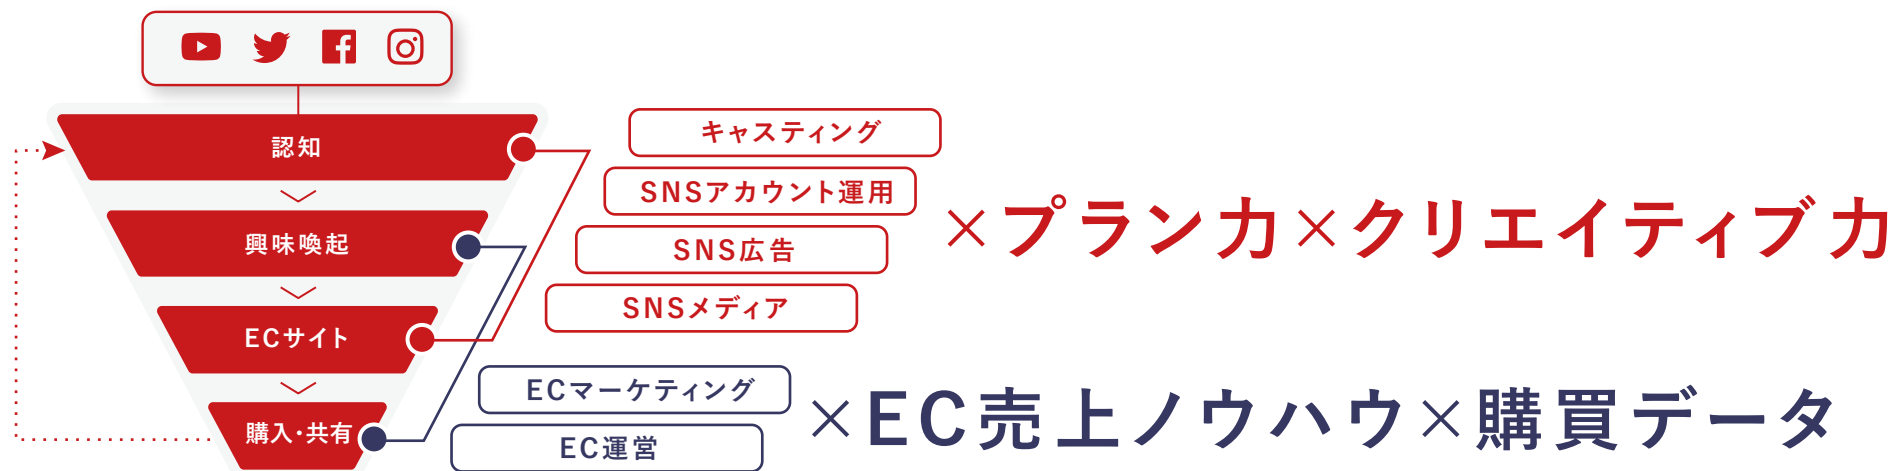 認知
興味喚起
ECサイト
購入・共有
キャスティング
SNSアカウント運用
SNS広告
SNSメディア
×プランカ×クリエイティブ力
ECマーケティング
EC運営
×EC売上ノウハウ×購買データ